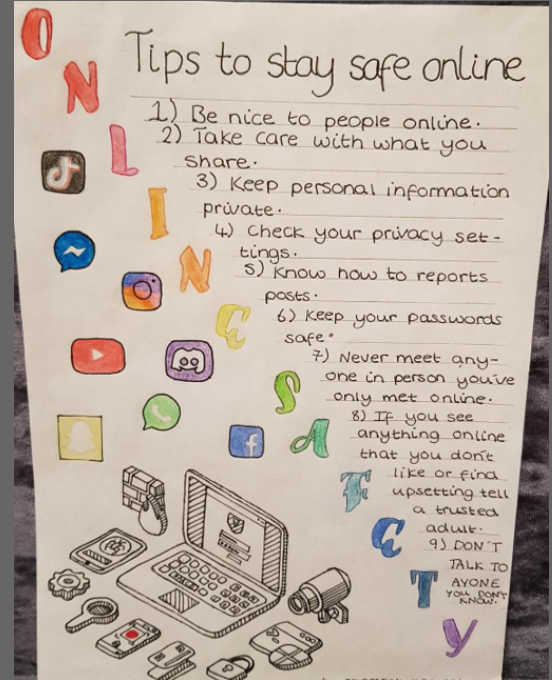 ONLINE SAFETY
Tips to stay safe online
1) Be nice to people online.
2) Take care with what you
share.
3) Keep personal information
private.
4) Check your privacy set-
tings.
5) Know how to reports
posts.
6) Keep your passwords
safe.
7) Never meet any-
one in person you've
only met online.
8) If you see
anything online
that you don't
like or find
upsetting tell
a trusted
adult.
9) DON'T
TALK TO
AYONE
YOU DON'T
KNOW.